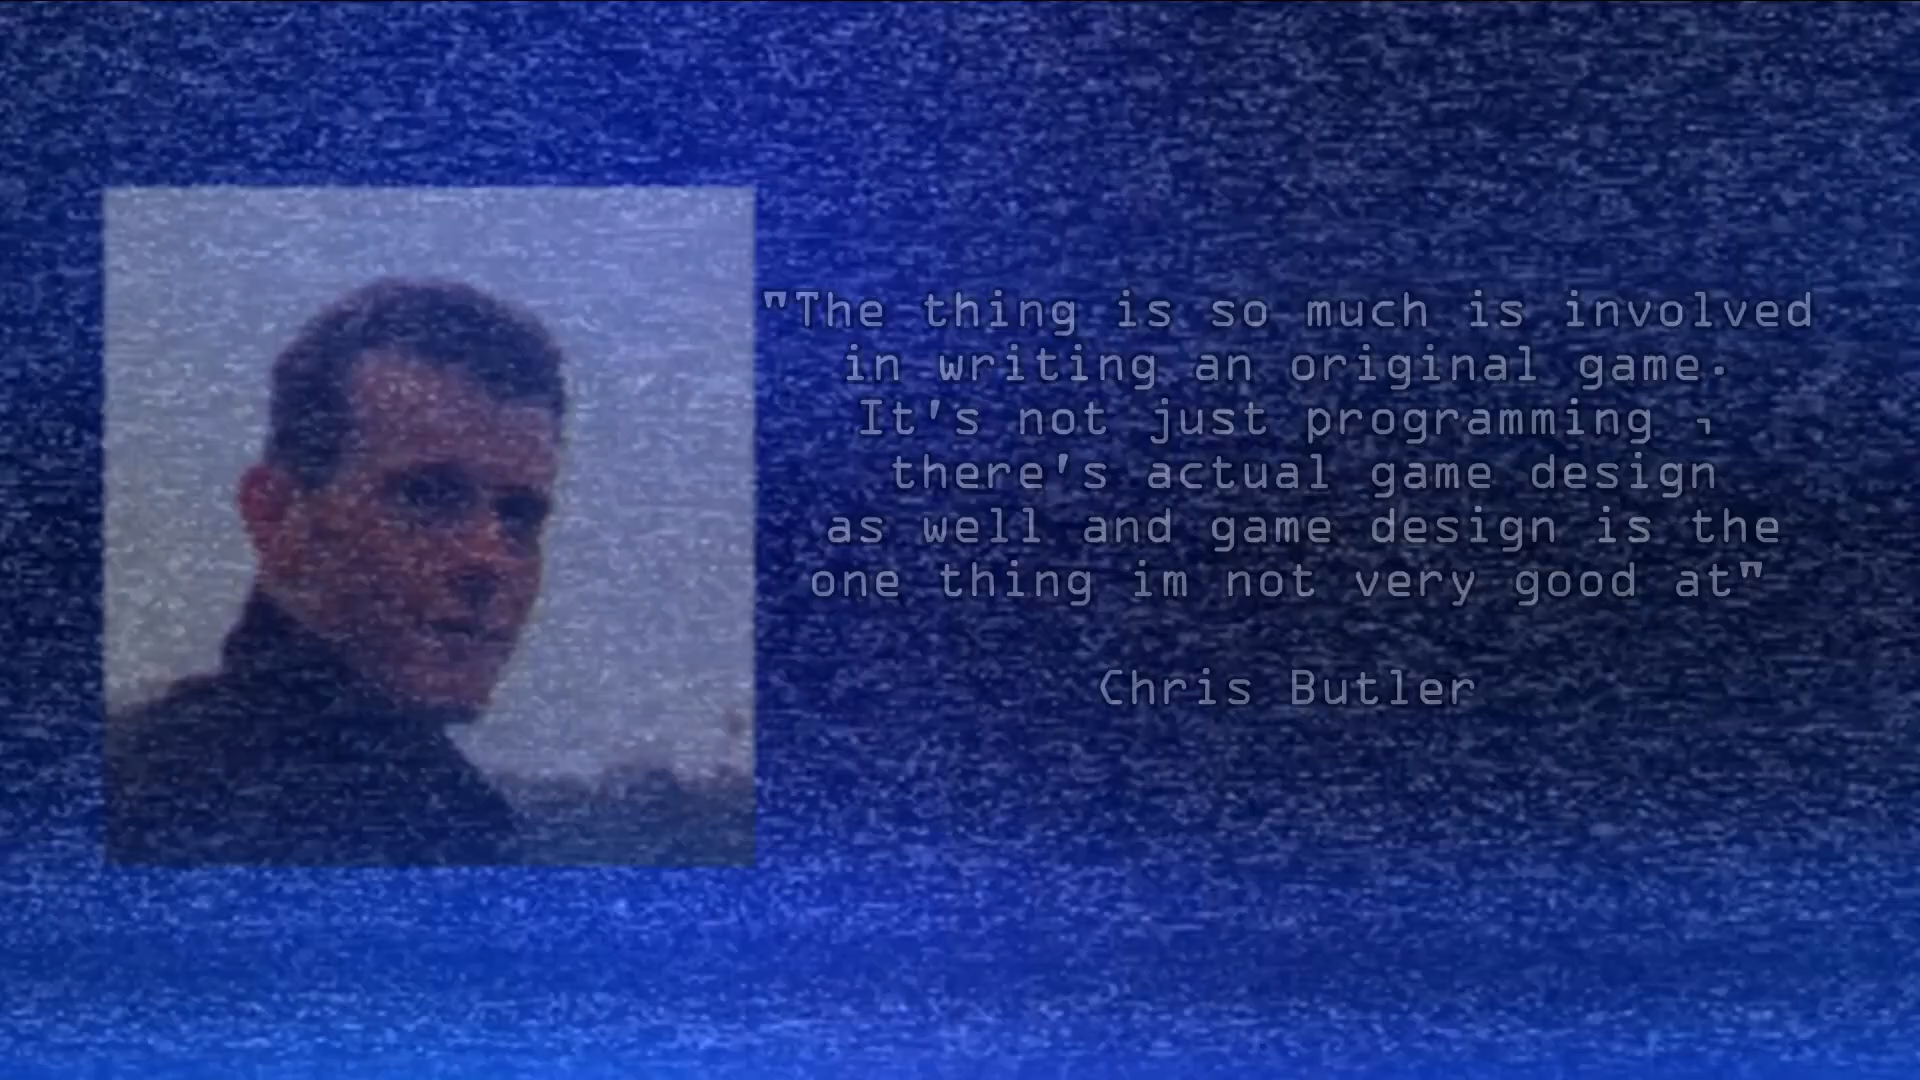 "The thing is so much is involved
in writing an original game.
It's not just programming ,
there's actual game design
as well and game design is the
one thing im not very good at"
Chris Butler